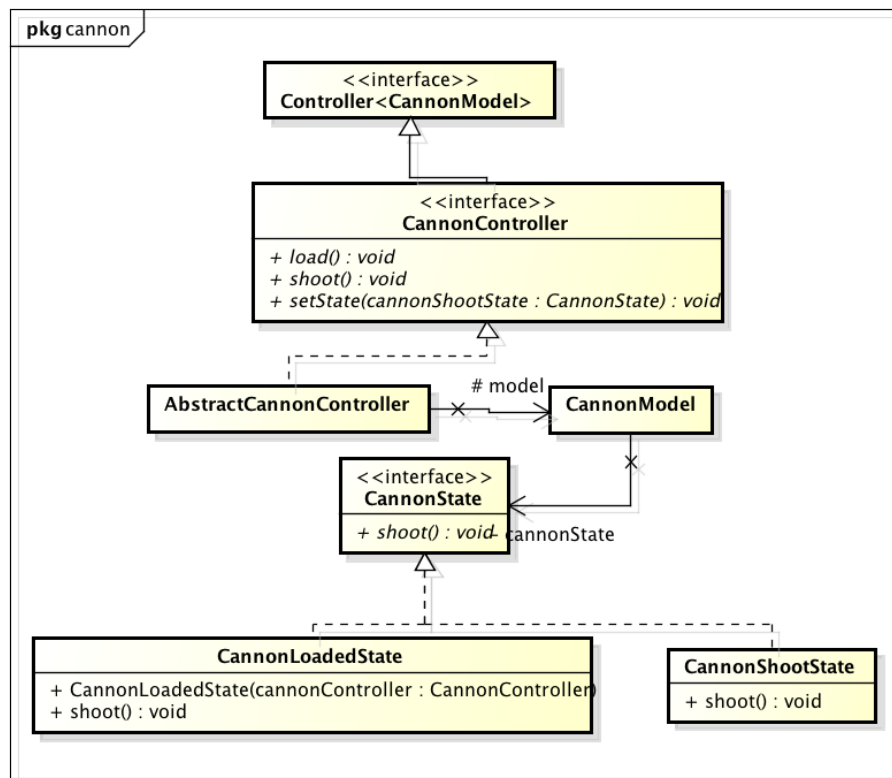 pkg cannon
<<interface>>
Controller<CannonModel>
<<interface>>
CannonController
+ load() : void
+ shoot() : void
+ setState(cannonShootState : CannonState) : void
AbstractCannonController
# model
CannonModel
<<interface>>
CannonState
+ shoot() : void
- cannonState
CannonLoadedState
+ CannonLoadedState(cannonController : CannonController)
+ shoot() : void
CannonShootState
+ shoot() : void